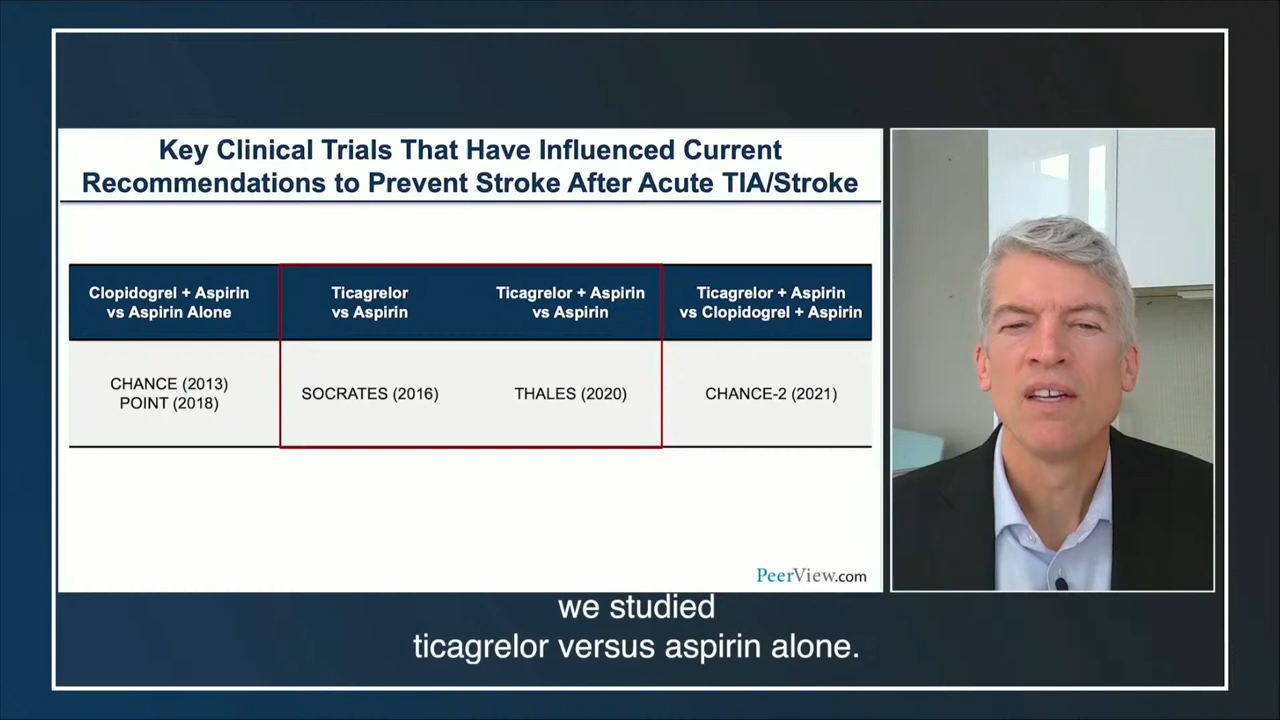 Key Clinical Trials That Have Influenced Current
Recommendations to Prevent Stroke After Acute TIA/Stroke
Clopidogrel + Aspirin
vs Aspirin Alone
Ticagrelor
vs Aspirin
Ticagrelor + Aspirin
vs Aspirin
Ticagrelor + Aspirin
vs Clopidogrel + Aspirin
CHANCE (2013)
POINT (2018)
SOCRATES (2016)
THALES (2020)
CHANCE-2 (2021)
PeerView.com
we studied
ticagrelor versus aspirin alone.